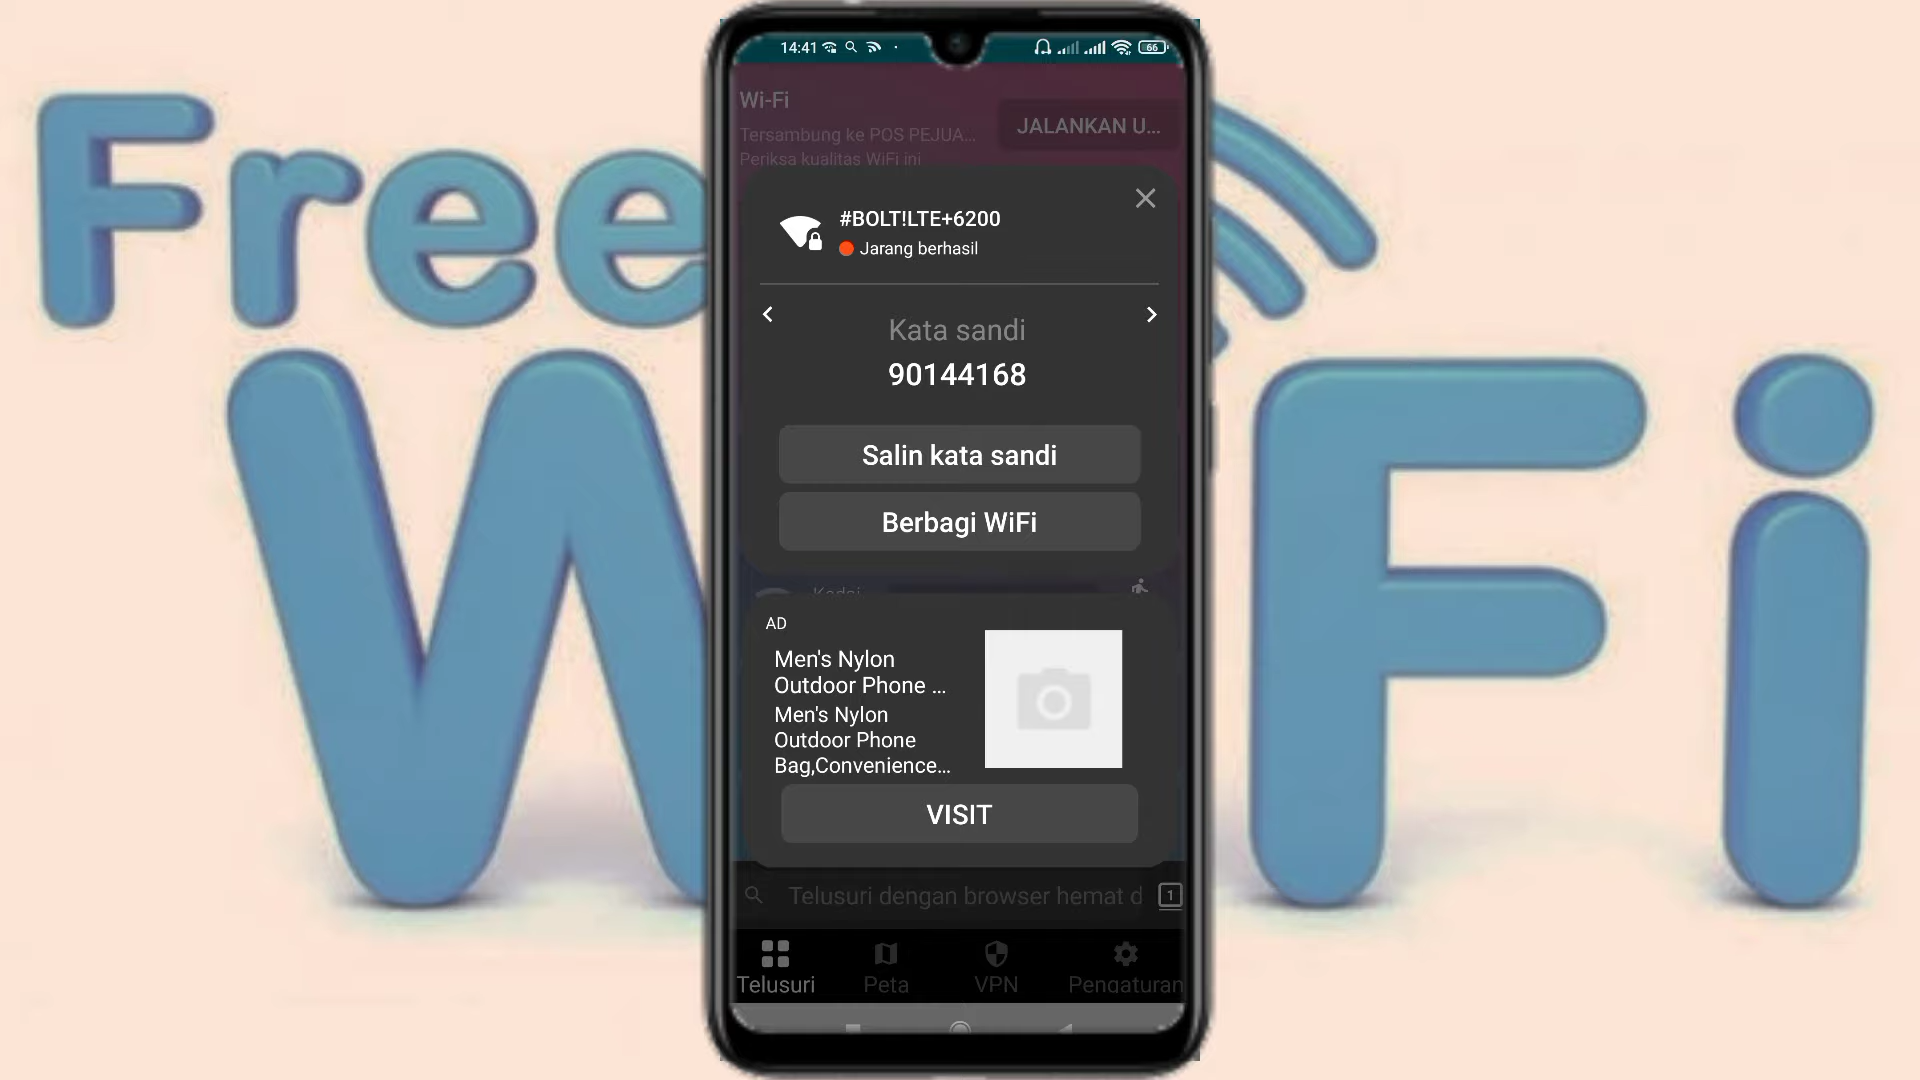 Free
WiFi
14:41
66
Wi-Fi
JALANKAN U...
Tersambung ke POS PEJUA...
Periksa kualitas WiFi ini
#BOLT!LTE+6200
Jarang berhasil
Kata sandi
90144168
Salin kata sandi
Berbagi WiFi
Kedai
AD
Men's Nylon
Outdoor Phone ...
Men's Nylon
Outdoor Phone
Bag,Convenience...
VISIT
Telusuri dengan browser hemat d
1
Telusuri
Peta
VPN
Pengaturan